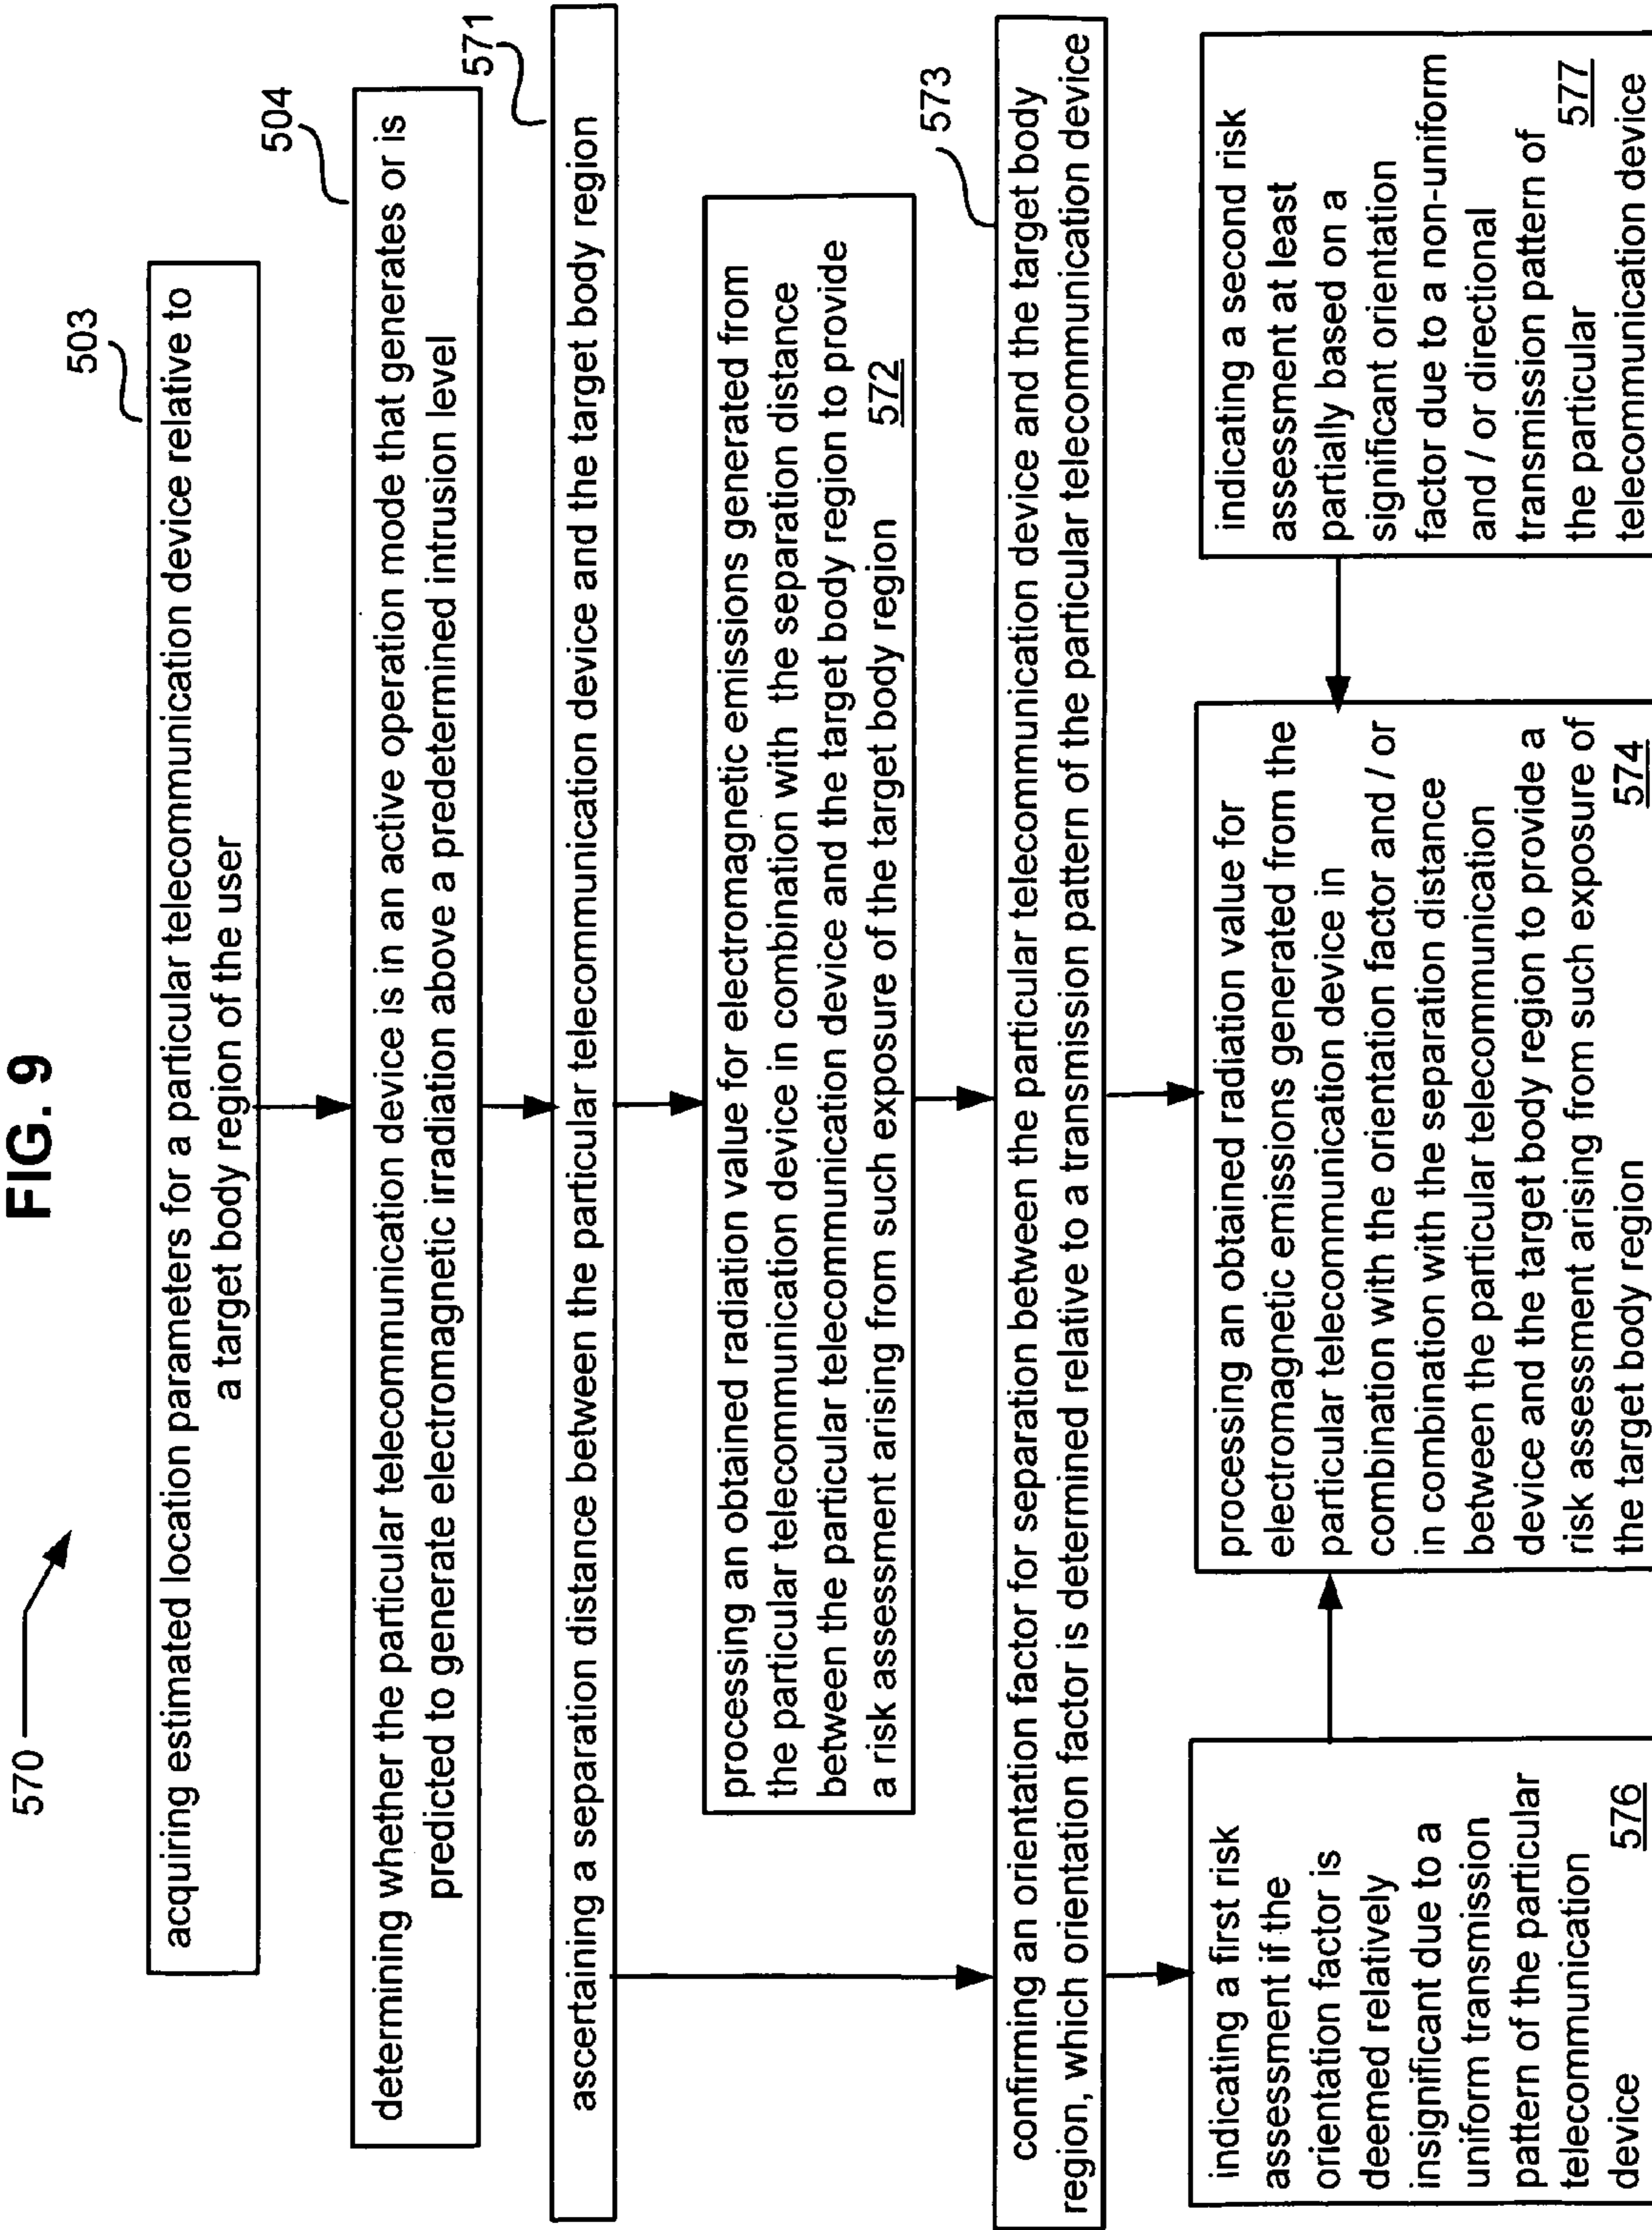 FIG. 9
570
503
acquiring estimated location parameters for a particular telecommunication device relative to
a target body region of the user
504
determining whether the particular telecommunication device is in an active operation mode that generates or is
predicted to generate electromagnetic irradiation above a predetermined intrusion level
571
ascertaining a separation distance between the particular telecommunication device and the target body region
processing an obtained radiation value for electromagnetic emissions generated from
the particular telecommunication device in combination with the separation distance
between the particular telecommunication device and the target body region to provide
a risk assessment arising from such exposure of the target body region 572
573
confirming an orientation factor for separation between the particular telecommunication device and the target body
region, which orientation factor is determined relative to a transmission pattern of the particular telecommunication device
indicating a first risk
assessment if the
orientation factor is
deemed relatively
insignificant due to a
uniform transmission
pattern of the particular
telecommunication
device 576
processing an obtained radiation value for
electromagnetic emissions generated from the
particular telecommunication device in
combination with the orientation factor and / or
in combination with the separation distance
between the particular telecommunication
device and the target body region to provide a
risk assessment arising from such exposure of
the target body region 574
indicating a second risk
assessment at least
partially based on a
significant orientation
factor due to a non-uniform
and / or directional
transmission pattern of
the particular 577
telecommunication device